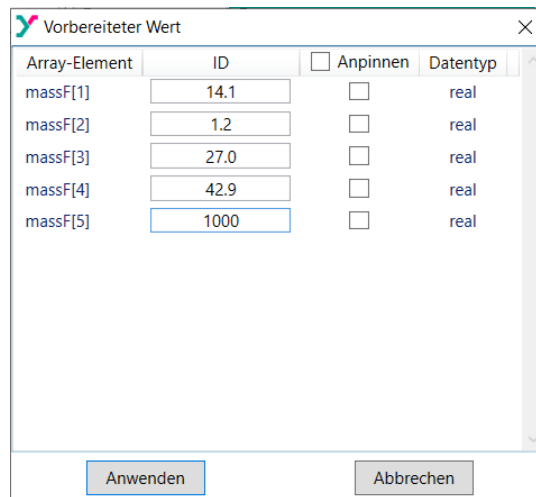 Vorbereiteter Wert
Array-Element ID Anpinnen Datentyp
massF[1] 14.1 real
massF[2] 1.2 real
massF[3] 27.0 real
massF[4] 42.9 real
massF[5] 1000 real
Anwenden Abbrechen